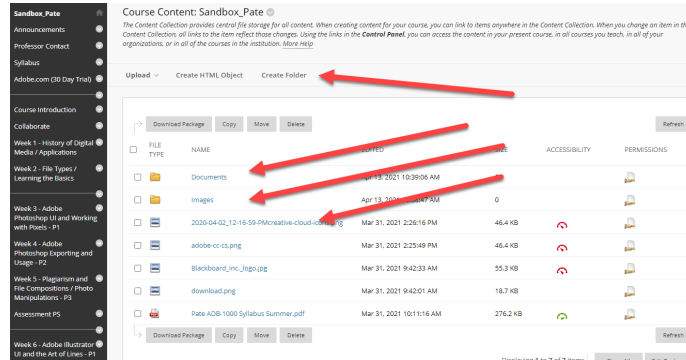 Sandbox_Pate
Announcements
Professor Contact
Syllabus
Adobe.com (30 Day Trial)
Course Introduction
Collaborate
Week 1 - History of Digital
Media / Applications
Week 2 - File Types /
Learning the Basics
Week 3 - Adobe
Photoshop UI and Working
with Pixels - P1
Week 4 - Adobe
Photoshop Exporting and
Usage - P2
Week 5 - Plagiarism and
File Compositions / Photo
Manipulations - P3
Assessment PS
Week 6 - Adobe Illustrator
UI and the Art of Lines - P1
Course Content: Sandbox_Pate
The Content Collection provides central file storage for all content. When creating content for your course, you can link to items anywhere in the Content Collection. When you change an item in th
Content Collection, all links to the item reflect those changes. Using the links in the Control Panel, you can access the content in your present course, in all courses you teach, in all of your
organizations, or in all of the courses in the institution. More Help
Upload Create HTML Object Create Folder
Download Package Copy Move Delete Refresh
FILE TYPE NAME EDITED SIZE ACCESSIBILITY PERMISSIONS
Documents Apr 13, 2021 10:39:06 AM
Images Apr 13, 2021 0
2020-04-02_12-16-59-PMcreative-cloud-icons.png Mar 31, 2021 2:26:16 PM 46.4 KB
adobe-cc-cs.png Mar 31, 2021 2:25:49 PM 46.4 KB
Blackboard_Inc._logo.jpg Mar 31, 2021 9:42:33 AM 55.3 KB
download.png Mar 31, 2021 9:42:01 AM 18.7 KB
Pate ADB-1000 Syllabus Summer.pdf Mar 31, 2021 10:11:16 AM 276.2 KB
Download Package Copy Move Delete Refresh